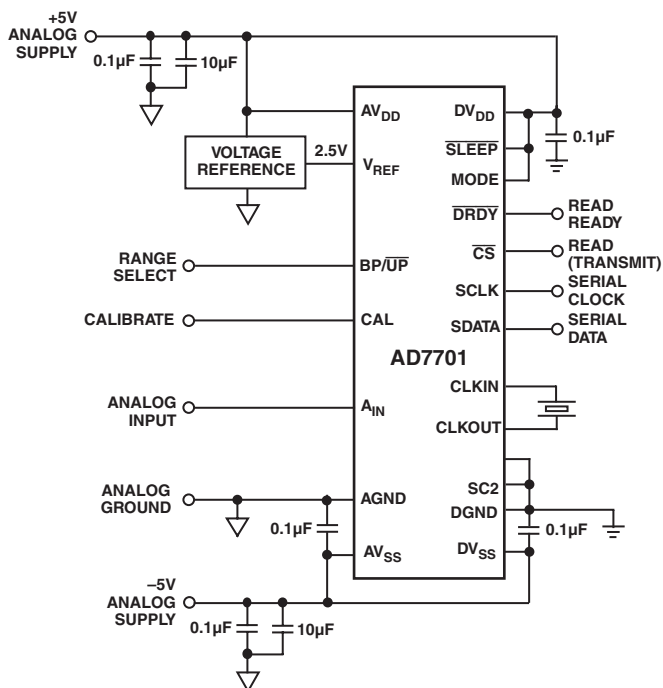 +5V
ANALOG
SUPPLY
0.1µF
10µF
AV_DD
DV_DD
0.1µF
VOLTAGE
REFERENCE
2.5V
V_REF
SLEEP
MODE
DRDY
READ
READY
CS
READ
(TRANSMIT)
RANGE
SELECT
BP/UP
SCLK
SERIAL
CLOCK
CALIBRATE
CAL
SDATA
SERIAL
DATA
AD7701
ANALOG
INPUT
A_IN
CLKIN
CLKOUT
ANALOG
GROUND
AGND
SC2
DGND
0.1µF
0.1µF
AV_SS
DV_SS
–5V
ANALOG
SUPPLY
0.1µF
10µF